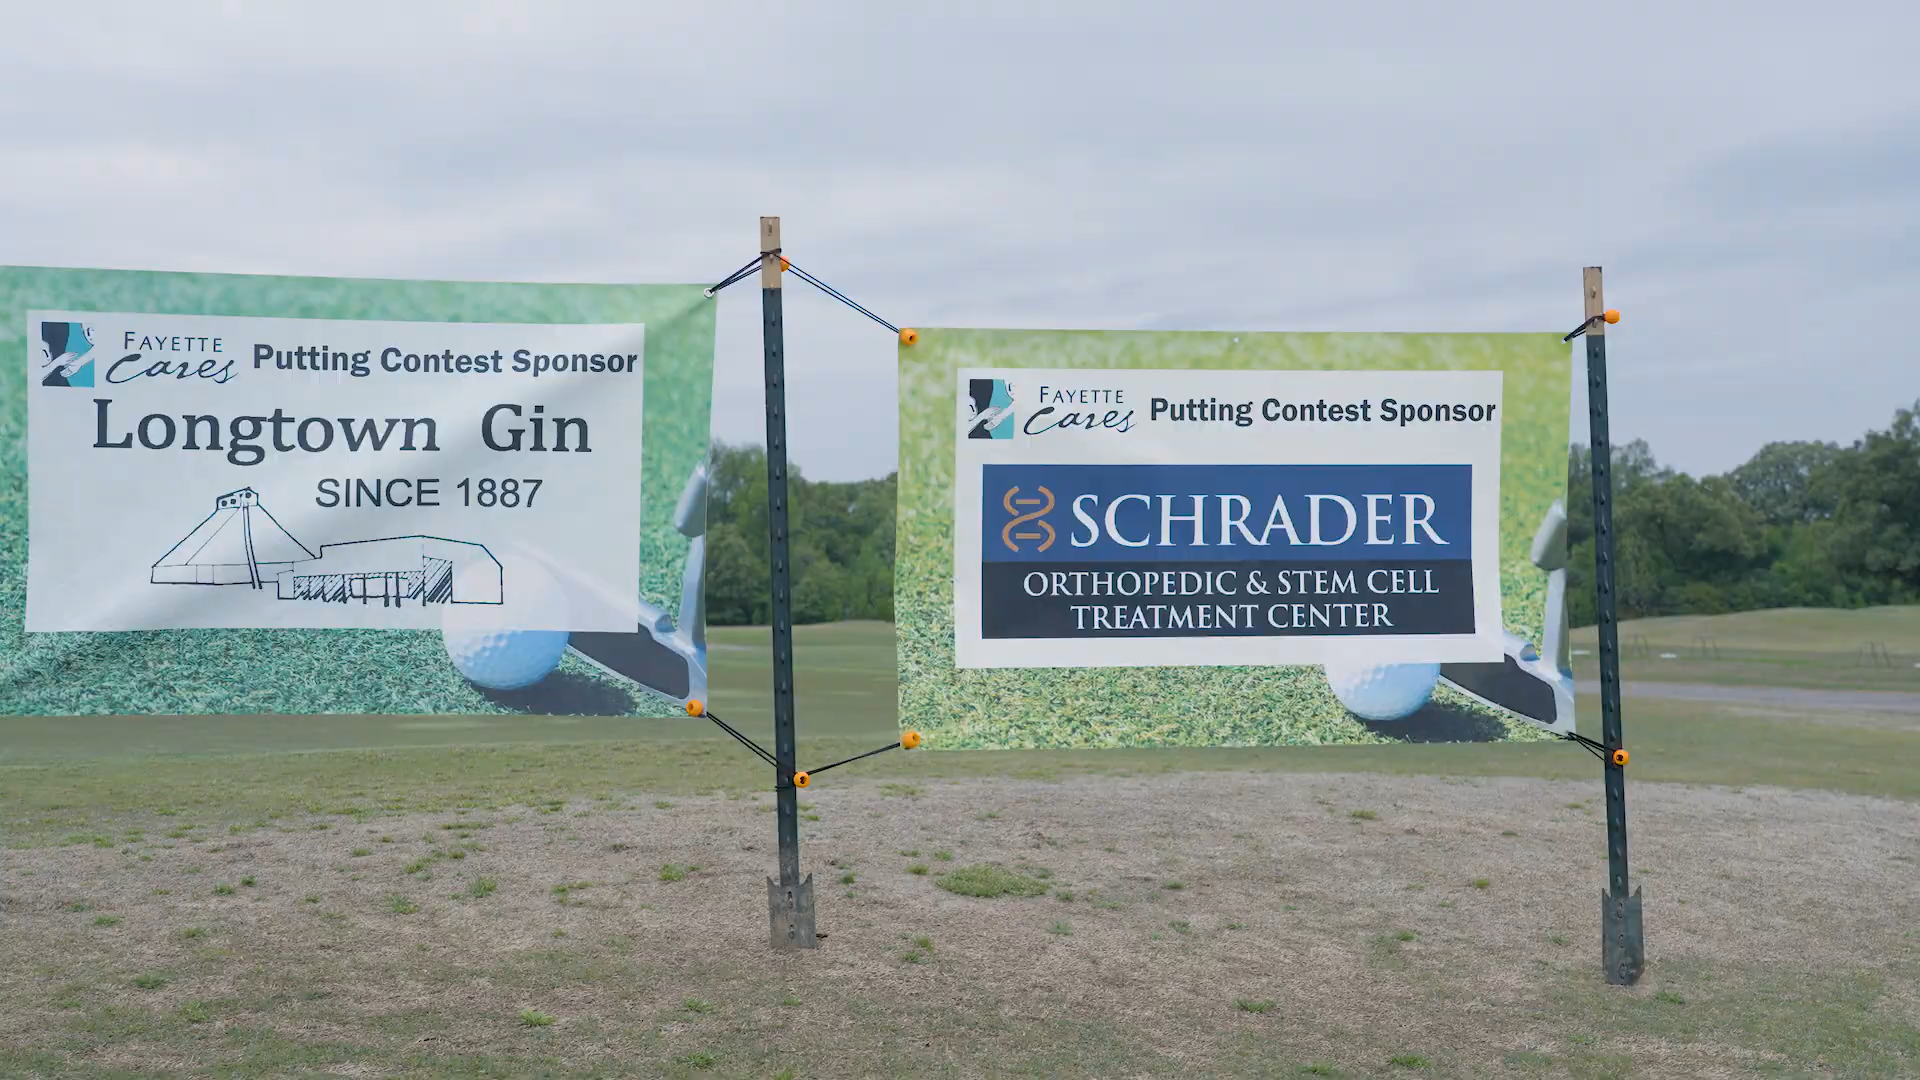 FAYETTE
Cares
Putting Contest Sponsor
Longtown Gin
SINCE 1887
FAYETTE
Cares
Putting Contest Sponsor
SCHRADER
ORTHOPEDIC & STEM CELL
TREATMENT CENTER